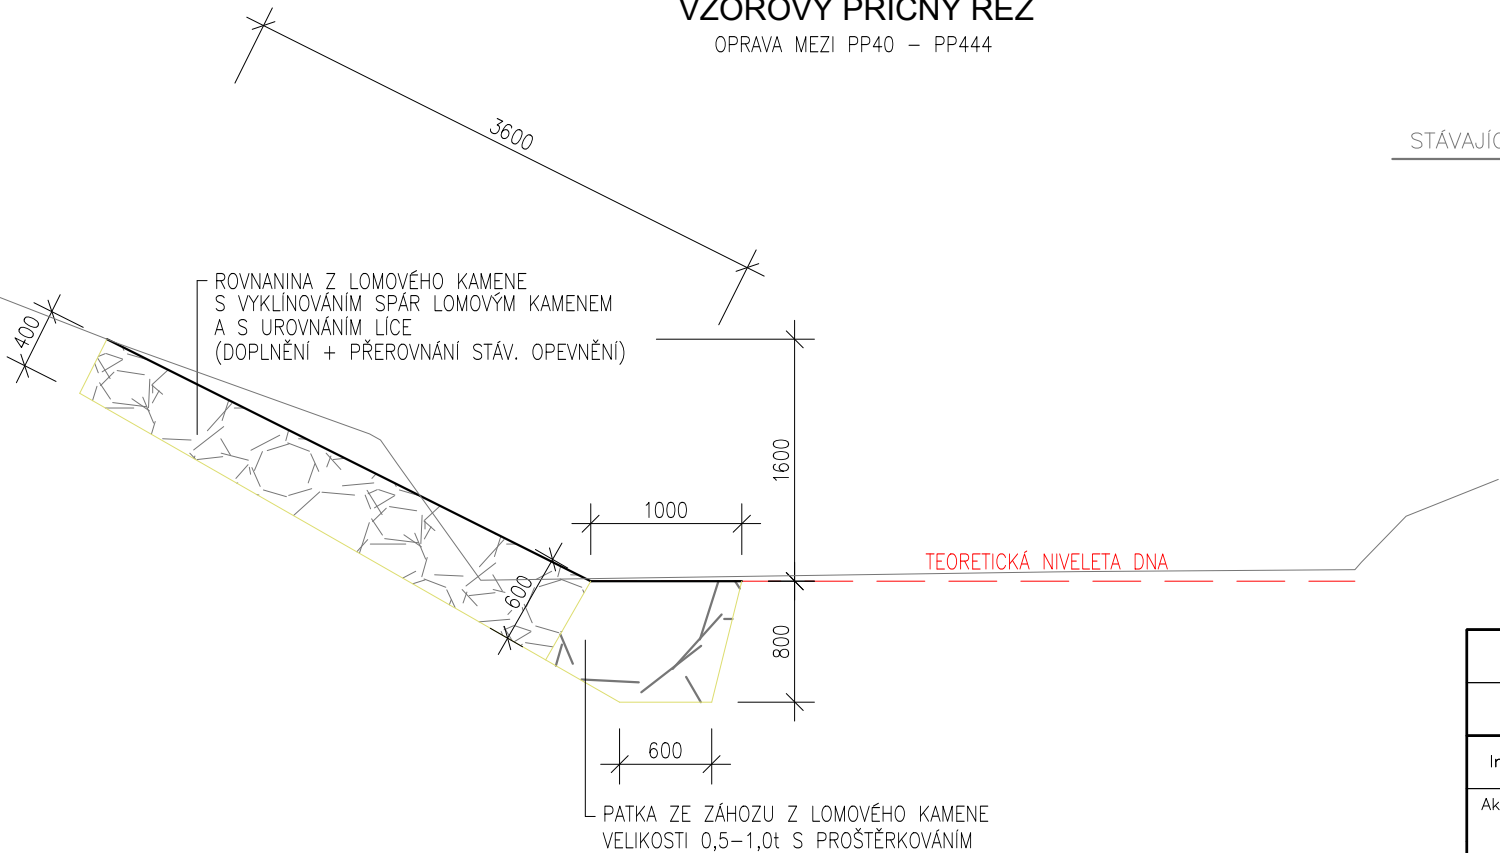 VZOROVÝ PŘÍČNÝ ŘEZ
OPRAVA MEZI PP40 – PP444
3600
ROVNANINA Z LOMOVÉHO KAMENE
S VYKLÍNOVÁNÍM SPÁR LOMOVÝM KAMENEM
A S UROVNÁNÍM LÍCE
(DOPLNĚNÍ + PŘEROVNÁNÍ STÁV. OPEVNĚNÍ)
400
1600
1000
TEORETICKÁ NIVELETA DNA
600
800
600
PATKA ZE ZÁHOZU Z LOMOVÉHO KAMENE
VELIKOSTI 0,5–1,0t S PROŠTĚRKOVÁNÍM